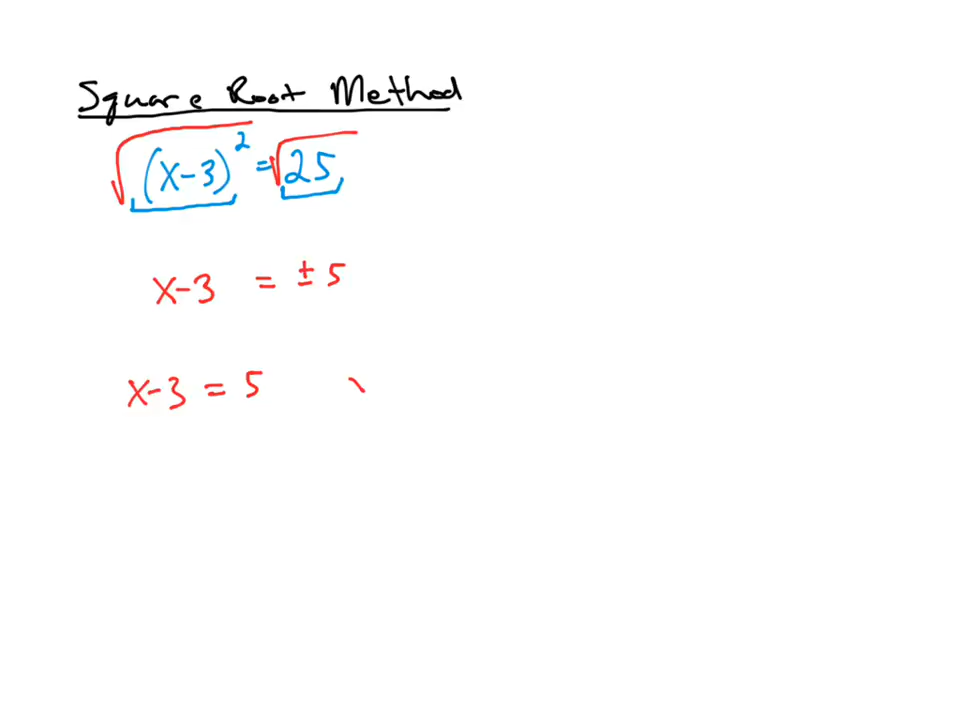 Square Root Method
√(x-3)² = √25
x-3 = ±5
x-3 = 5